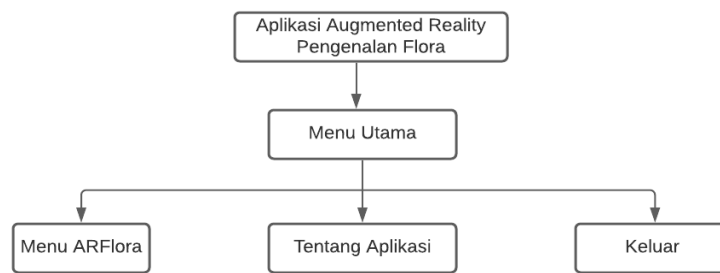 Aplikasi Augmented Reality
Pengenalan Flora
Menu Utama
Menu ARFlora
Tentang Aplikasi
Keluar